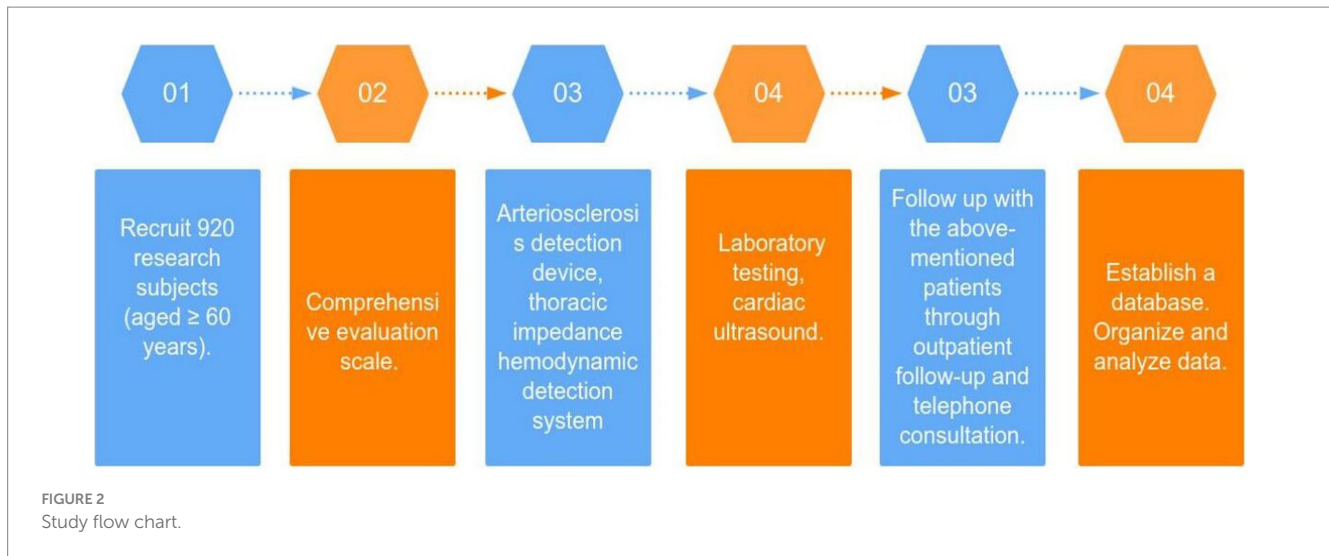 01
02
03
04
03
04
Recruit 920
research
subjects
(aged ≥ 60
years).
Comprehensi
ve evaluation
scale.
Arteriosclerosi
s detection
device,
thoracic
impedance
hemodynamic
detection
system
Laboratory
testing,
cardiac
ultrasound.
Follow up with
the above-
mentioned
patients
through
outpatient
follow-up and
telephone
consultation.
Establish a
database.
Organize and
analyze data.
FIGURE 2
Study flow chart.